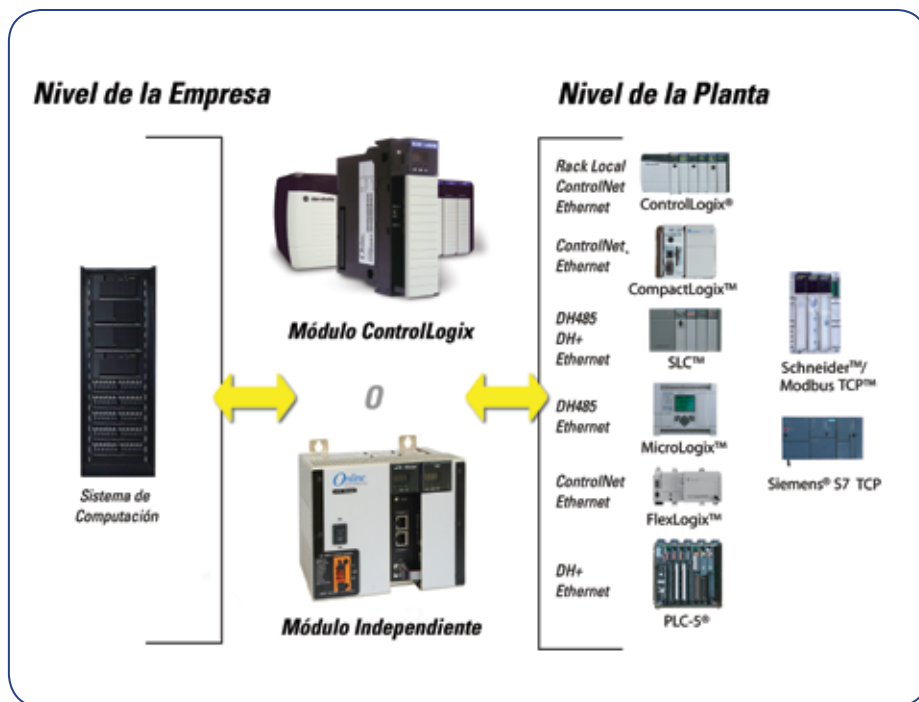 Nivel de la Empresa
Nivel de la Planta
Sistema de
Computación
Módulo ControlLogix
O
Online
Módulo Independiente
Rack Local
ControlNet
Ethernet
ControlLogix®
ControlNet
Ethernet
CompactLogix™
DH485
DH+
Ethernet
SLC™
DH485
Ethernet
MicroLogix™
ControlNet
Ethernet
FlexLogix™
DH+
Ethernet
PLC-5®
Schneider™/
Modbus TCP™
Siemens® S7 TCP